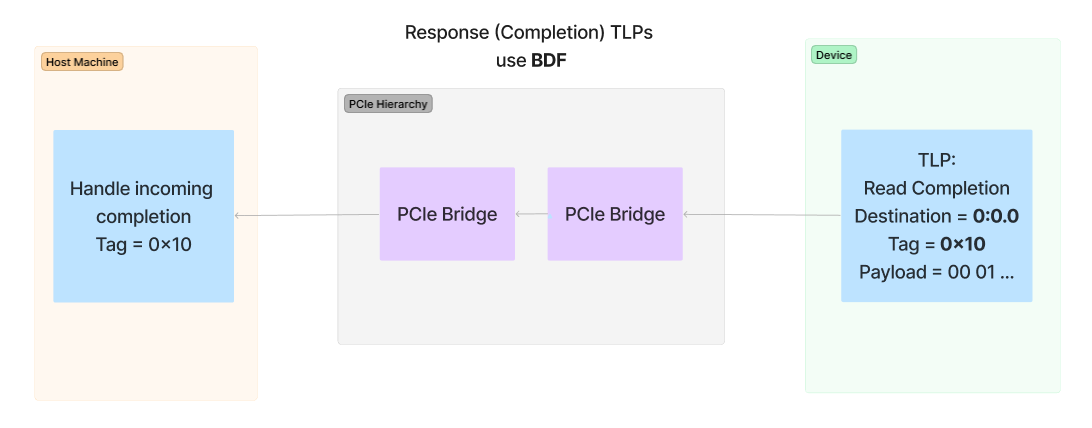 Response (Completion) TLPs
use BDF
Host Machine
Handle incoming
completion
Tag = 0×10
PCIe Hierarchy
PCIe Bridge
PCIe Bridge
Device
TLP:
Read Completion
Destination = 0:0.0
Tag = 0×10
Payload = 00 01 ...